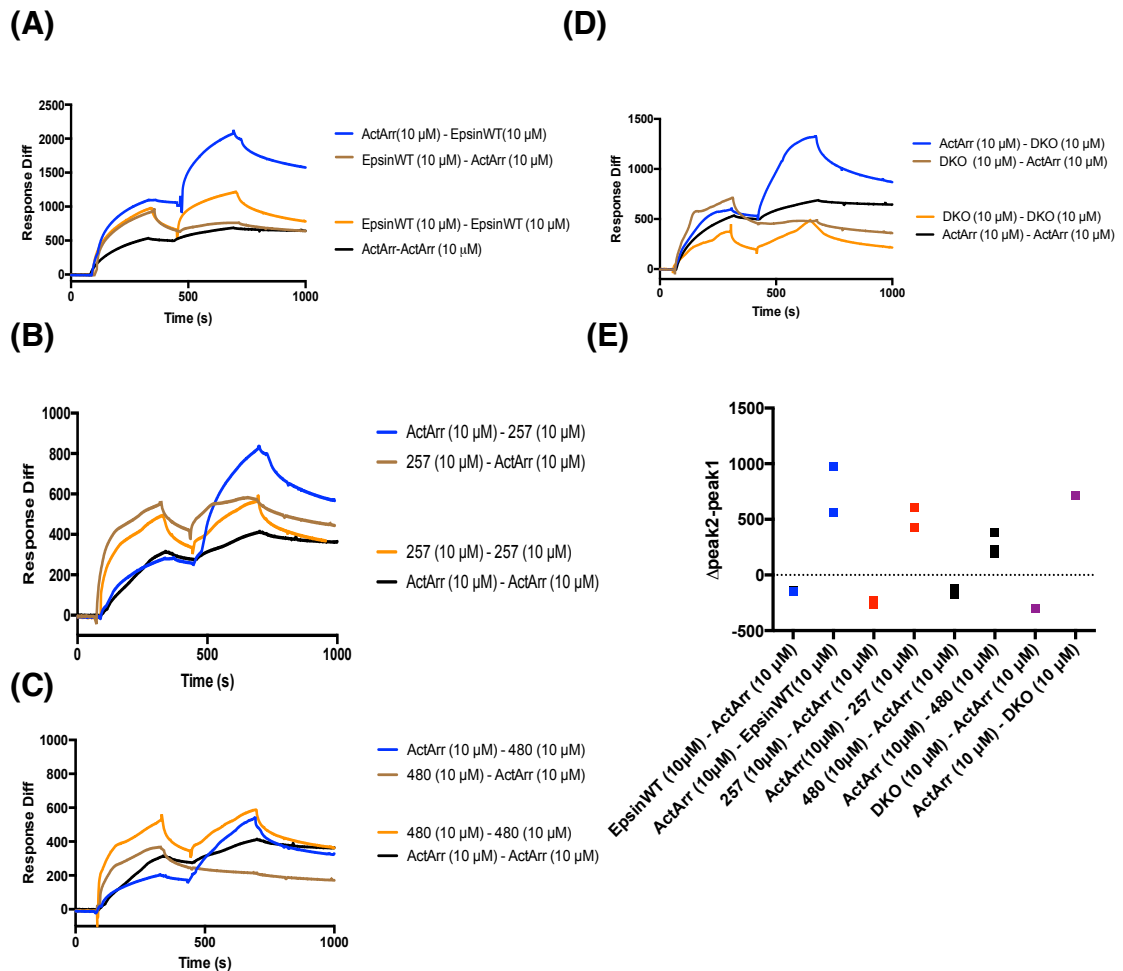 (A)
2500
2000
1500
1000
500
0
Response Diff
0
500
1000
Time (s)
ActArr(10 µM) - EpsinWT(10 µM)
EpsinWT (10 µM) - ActArr (10 µM)
EpsinWT (10 µM) - EpsinWT (10 µM)
ActArr-ActArr (10 µM)
(B)
1000
800
600
400
200
0
Response Diff
0
500
1000
Time (s)
ActArr (10 µM) - 257 (10 µM)
257 (10 µM) - ActArr (10 µM)
257 (10 µM) - 257 (10 µM)
ActArr (10 µM) - ActArr (10 µM)
(C)
1000
800
600
400
200
0
Response Diff
0
500
1000
Time (s)
ActArr (10 µM) - 480 (10 µM)
480 (10 µM) - ActArr (10 µM)
480 (10 µM) - 480 (10 µM)
ActArr (10 µM) - ActArr (10 µM)
(D)
1500
1000
500
0
Response Diff
0
500
1000
Time (s)
ActArr (10 µM) - DKO (10 µM)
DKO (10 µM) - ActArr (10 µM)
DKO (10 µM) - DKO (10 µM)
ActArr (10 µM) - ActArr (10 µM)
(E)
1500
1000
500
0
-500
Δpeak2-peak1
EpsinWT (10µM) - ActArr (10 µM)
ActArr (10µM) - EpsinWT(10 µM)
257 (10µM) - ActArr (10 µM)
ActArr(10µM) - 257 (10 µM)
480 (10µM) - ActArr (10 µM)
ActArr (10µM) - 480 (10 µM)
DKO (10 µM) - ActArr (10 µM)
ActArr (10 µM) - DKO (10 µM)